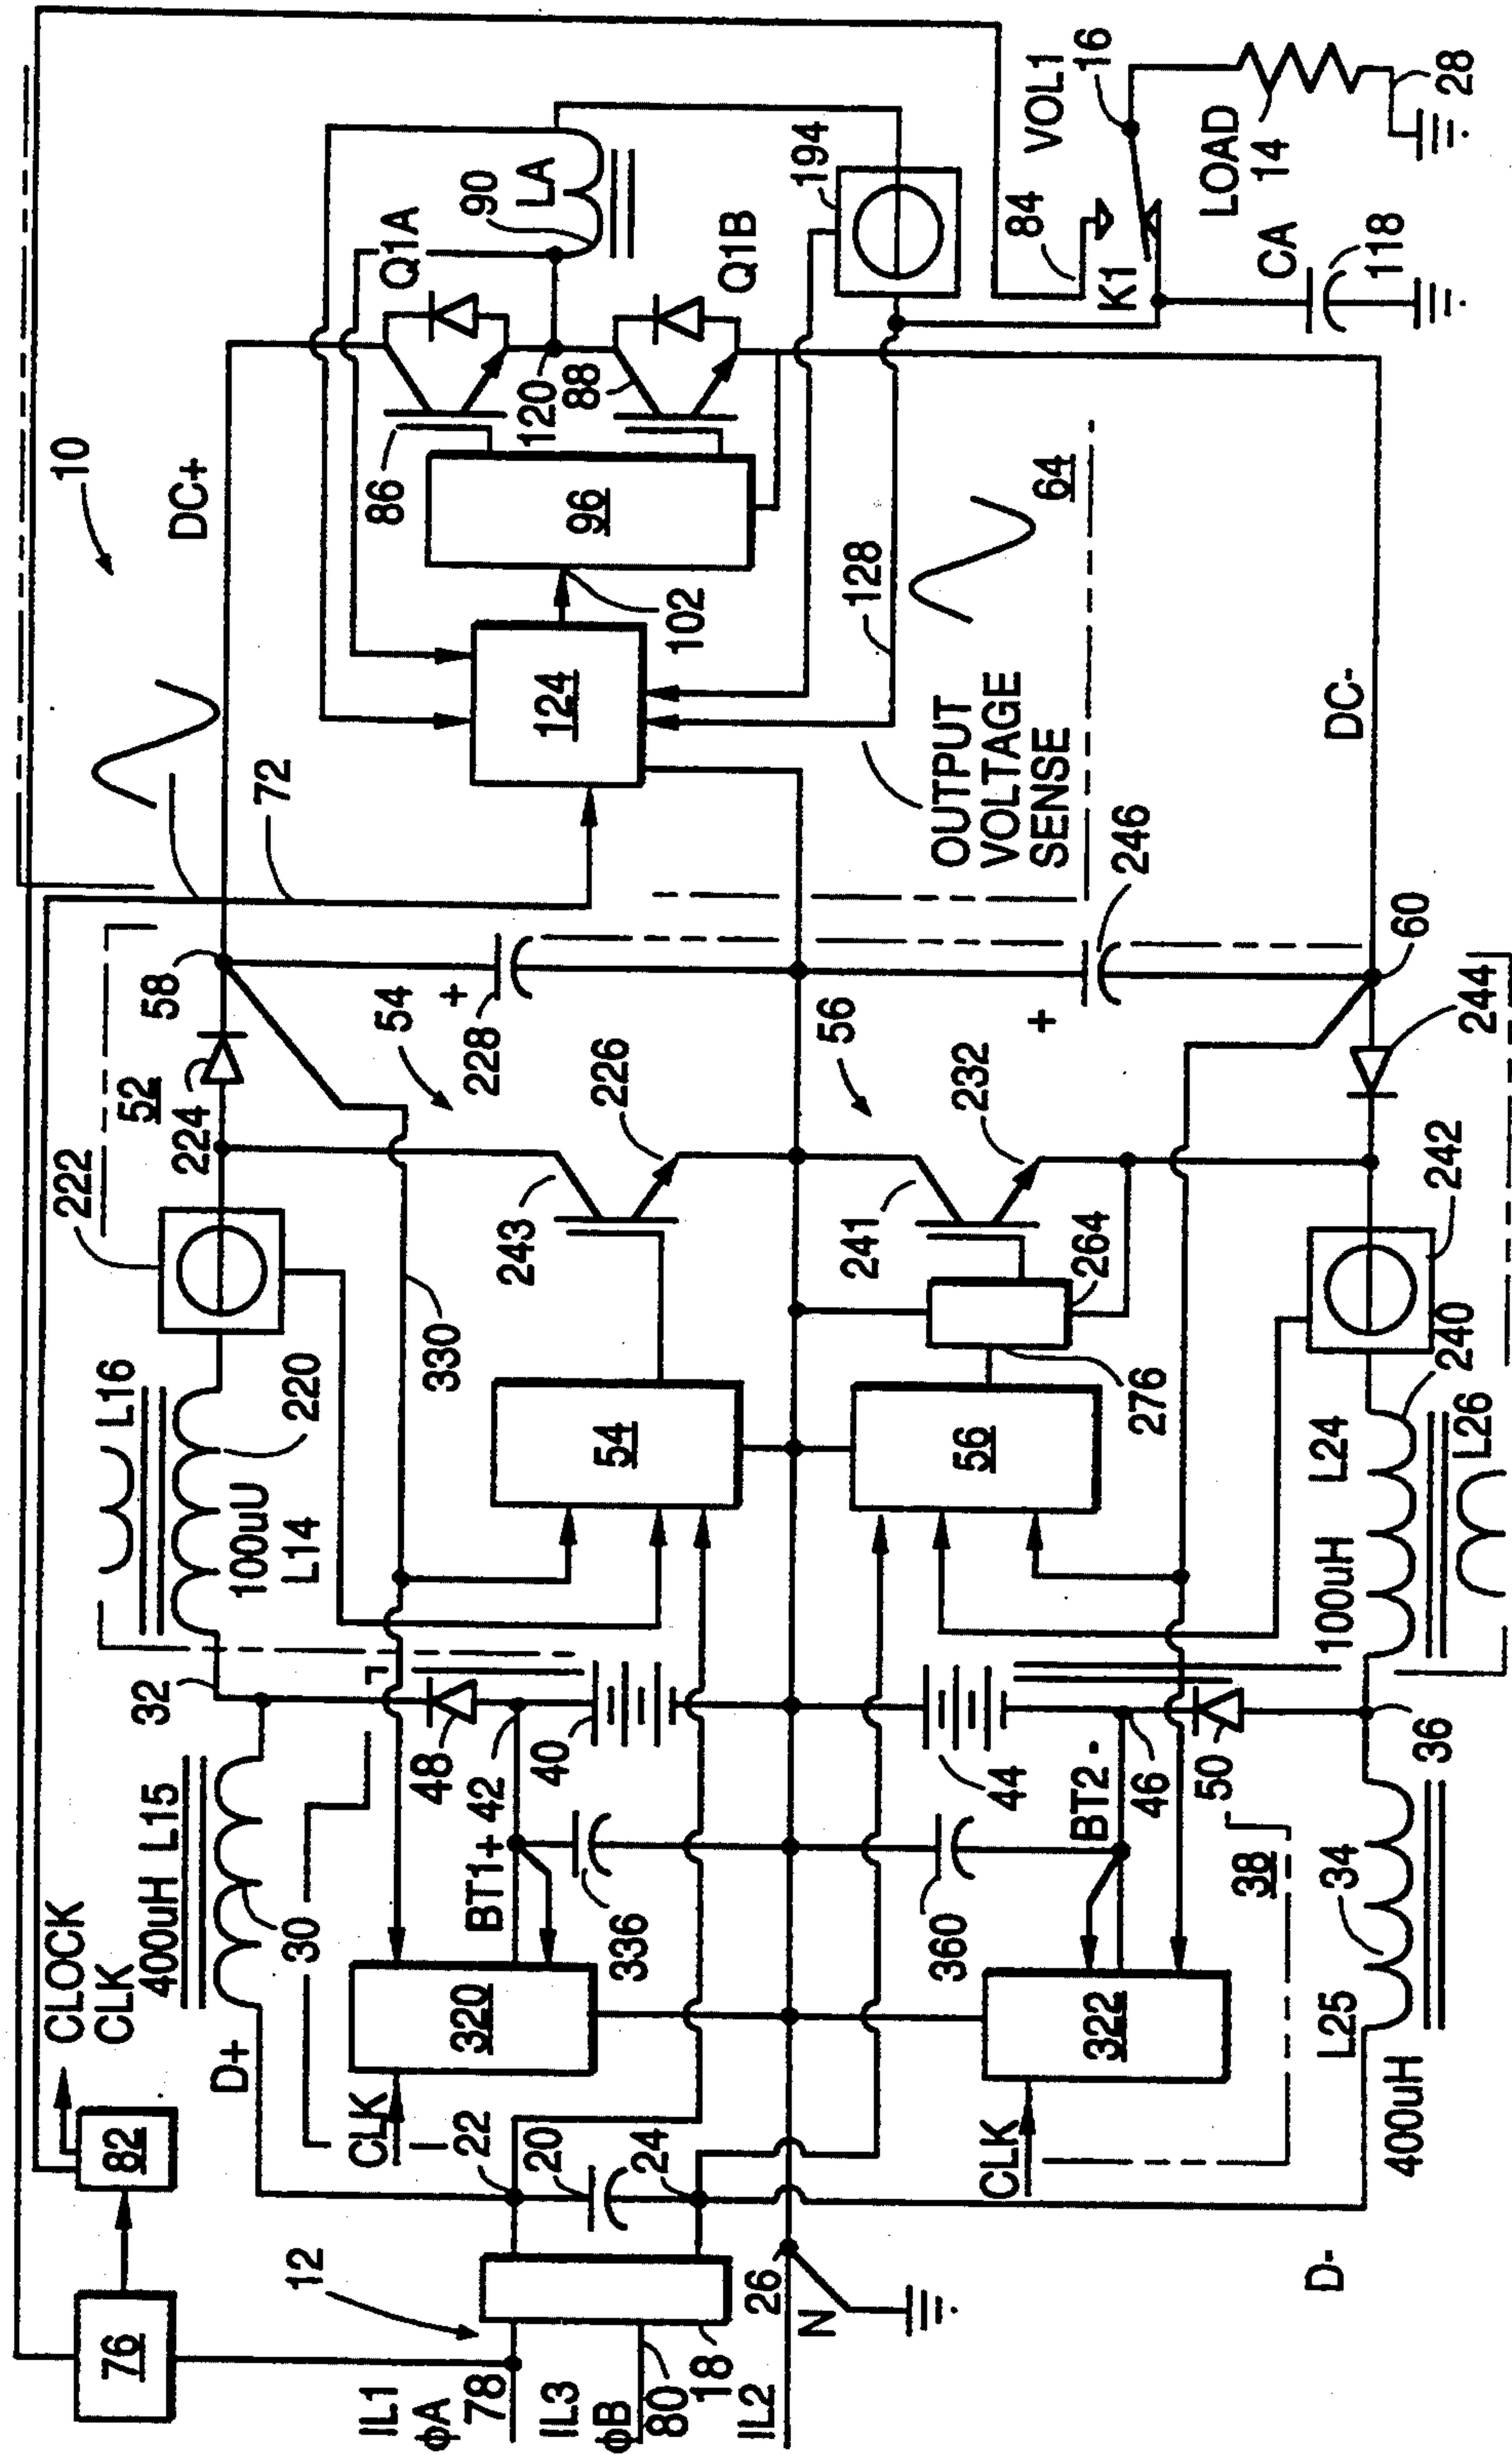 10
CLOCK
CLK
82
76
D+
400uH L15
30
32
L16
220
100uU
L14
222
52
224
58
DC+
72
330
54
228
+
243
226
54
48
42
40
BT1+
336
320
CLK
22
20
24
12
IL1
φA
78
IL3
φB
80
18
IL2
26
N
86
Q1A
90
LA
120
88
Q1B
96
102
124
194
128
64
OUTPUT
VOLTAGE
SENSE
84
K1
VOL1
16
LOAD
14
28
CA
118
56
232
241
264
276
56
246
+
60
DC-
244
242
240
L24
L26
100uH
44
BT2-
46
50
36
38
360
322
CLK
34
L25
400uH
D-